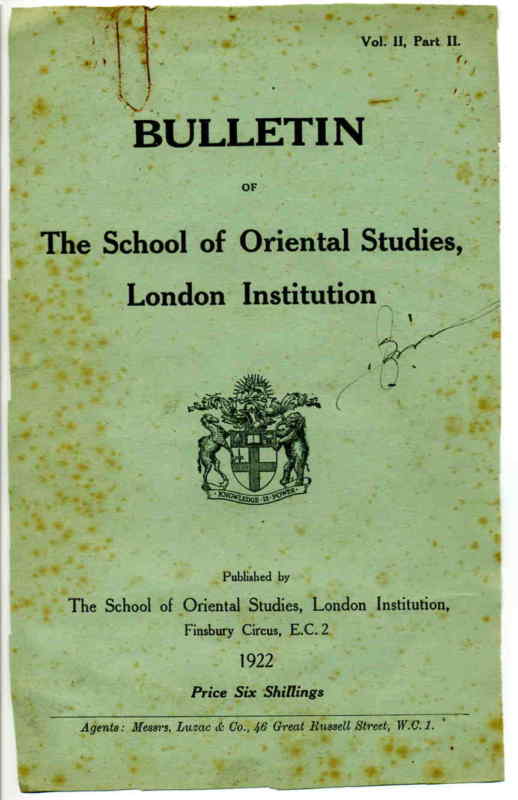 Vol. II, Part II.
BULLETIN
OF
The School of Oriental Studies,
London Institution
KNOWLEDGE · IS · POWER
Published by
The School of Oriental Studies, London Institution,
Finsbury Circus, E.C. 2
1922
Price Six Shillings
Agents: Messrs. Luzac & Co., 46 Great Russell Street, W.C. 1.